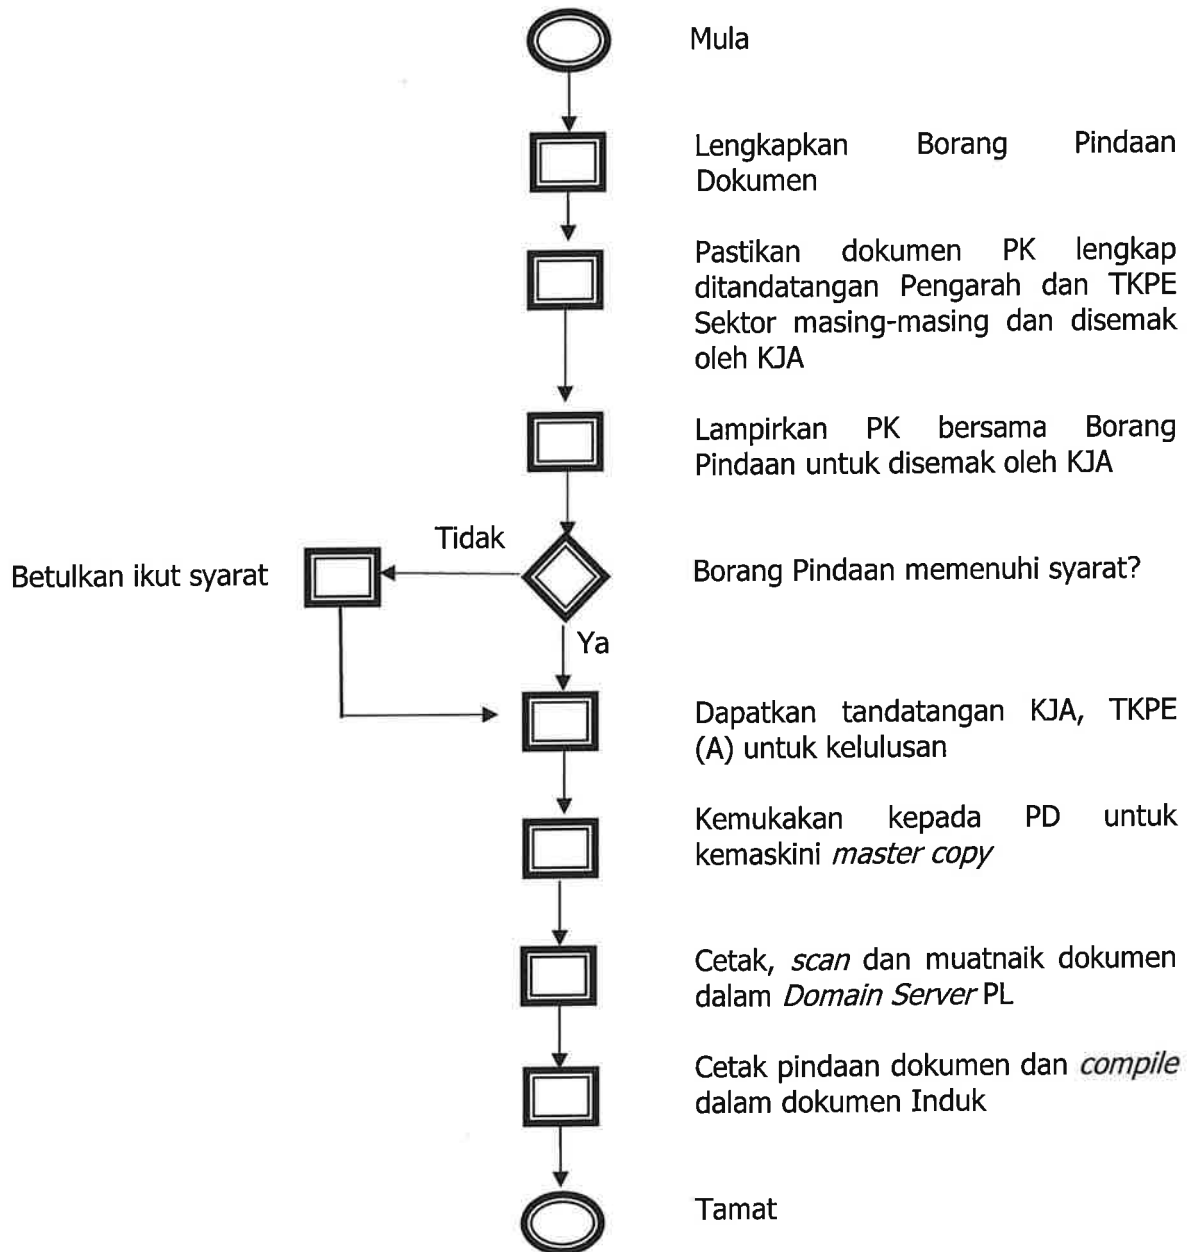 Mula
Lengkapkan Borang Pindaan
Dokumen
Pastikan dokumen PK lengkap
ditandatangan Pengarah dan TKPE
Sektor masing-masing dan disemak
oleh KJA
Lampirkan PK bersama Borang
Pindaan untuk disemak oleh KJA
Tidak
Betulkan ikut syarat
Borang Pindaan memenuhi syarat?
Ya
Dapatkan tandatangan KJA, TKPE
(A) untuk kelulusan
Kemukakan kepada PD untuk
kemaskini master copy
Cetak, scan dan muatnaik dokumen
dalam Domain Server PL
Cetak pindaan dokumen dan compile
dalam dokumen Induk
Tamat